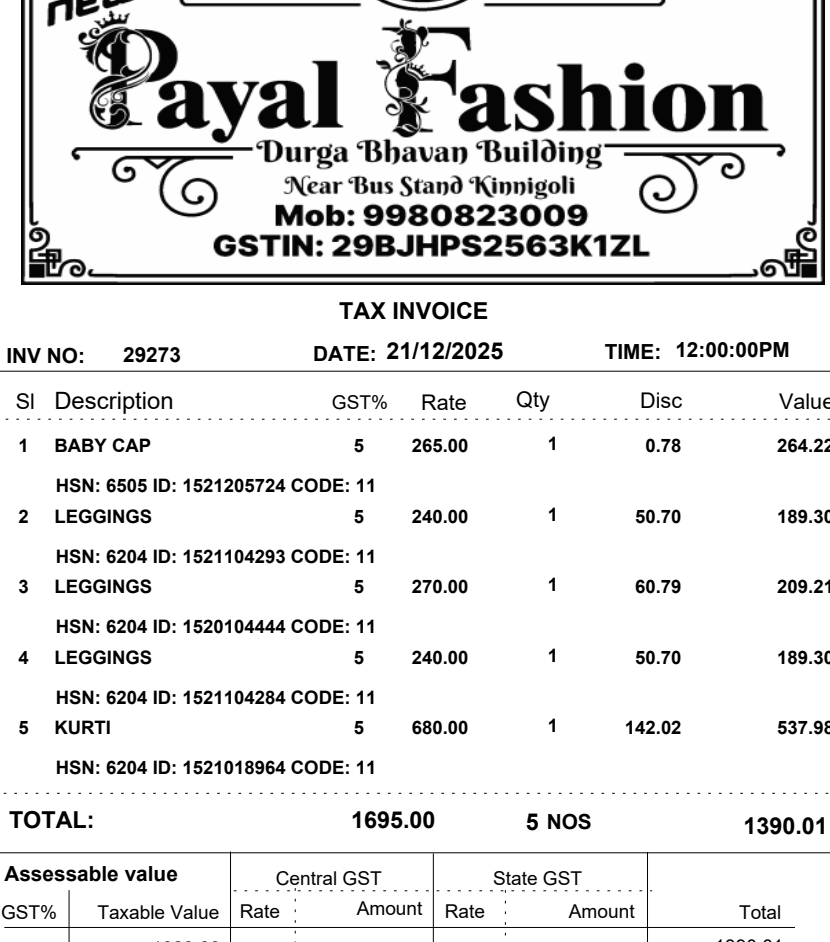 new
Payal Fashion
Durga Bhavan Building
Near Bus Stand Kinnigoli
Mob: 9980823009
GSTIN: 29BJHPS2563K1ZL
TAX INVOICE
INV NO: 29273 DATE: 21/12/2025 TIME: 12:00:00PM
Sl Description GST% Rate Qty Disc Value
1 BABY CAP 5 265.00 1 0.78 264.22
HSN: 6505 ID: 1521205724 CODE: 11
2 LEGGINGS 5 240.00 1 50.70 189.30
HSN: 6204 ID: 1521104293 CODE: 11
3 LEGGINGS 5 270.00 1 60.79 209.21
HSN: 6204 ID: 1520104444 CODE: 11
4 LEGGINGS 5 240.00 1 50.70 189.30
HSN: 6204 ID: 1521104284 CODE: 11
5 KURTI 5 680.00 1 142.02 537.98
HSN: 6204 ID: 1521018964 CODE: 11
TOTAL: 1695.00 5 NOS 1390.01
Assessable value Central GST State GST
GST% Taxable Value Rate Amount Rate Amount Total